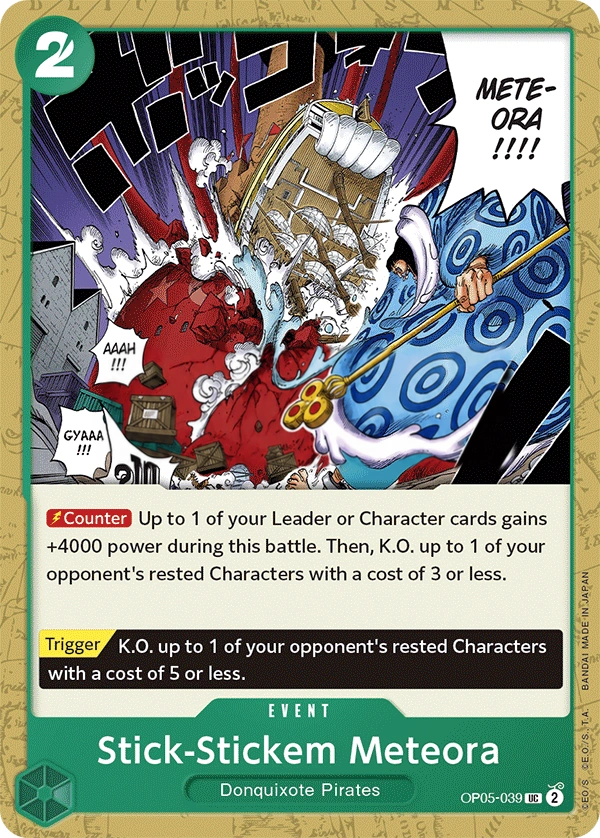 2
METE-
ORA
!!!!
AAAH
!!!
GYAAA
!!!
Counter Up to 1 of your Leader or Character cards gains
+4000 power during this battle. Then, K.O. up to 1 of your
opponent's rested Characters with a cost of 3 or less.
Trigger K.O. up to 1 of your opponent's rested Characters
with a cost of 5 or less.
EVENT
Stick-Stickem Meteora
Donquixote Pirates
OP05-039 UC 2
©E.O./S. ©E.O./S.,T.A. BANDAI MADE IN JAPAN